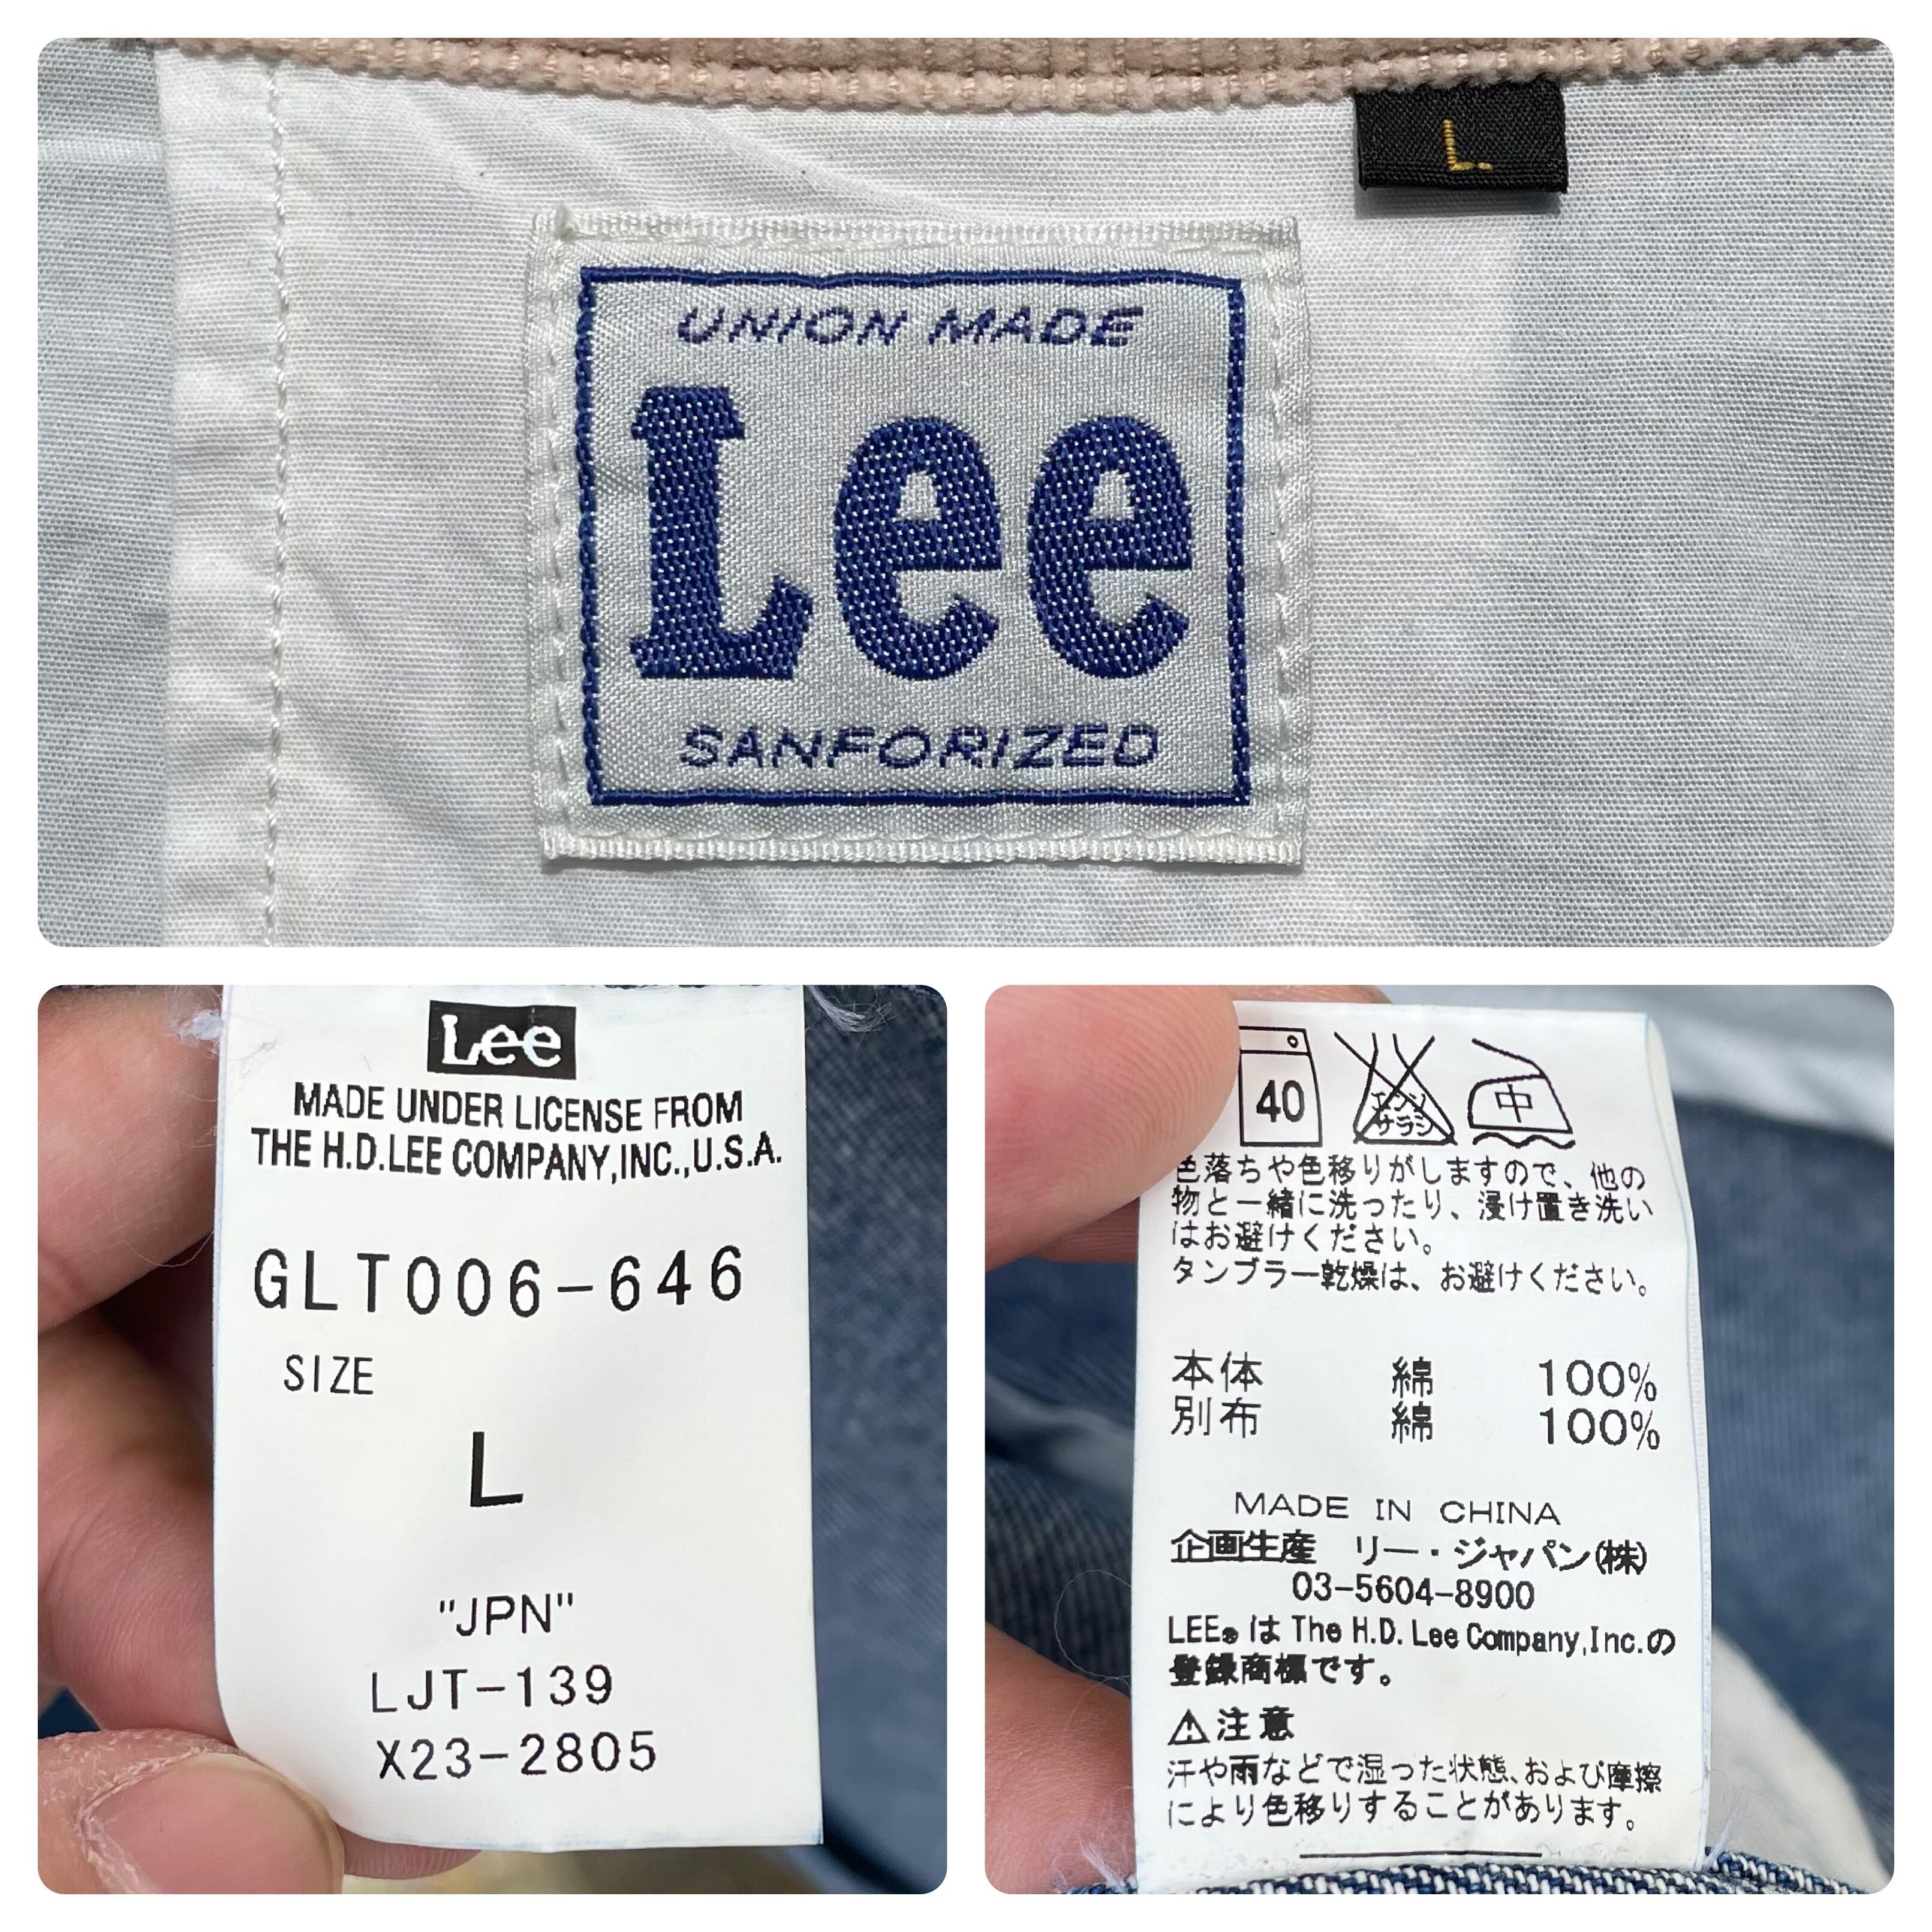 L
UNION MADE
Lee
SANFORIZED
Lee
MADE UNDER LICENSE FROM
THE H.D.LEE COMPANY,INC.,U.S.A.
GLT006-646
SIZE
L
"JPN"
LJT-139
X23-2805
40
エンソ
サラシ
中
色落ちや色移りがしますので、他の
物と一緒に洗ったり、浸け置き洗い
はお避けください。
タンブラー乾燥は、お避けください。
本体 綿 100%
別布 綿 100%
MADE IN CHINA
企画生産 リー・ジャパン(株)
03-5604-8900
LEE® は The H.D. Lee Company,Inc.の
登録商標です。
⚠注意
汗や雨などで湿った状態、および摩擦
により色移りすることがあります。